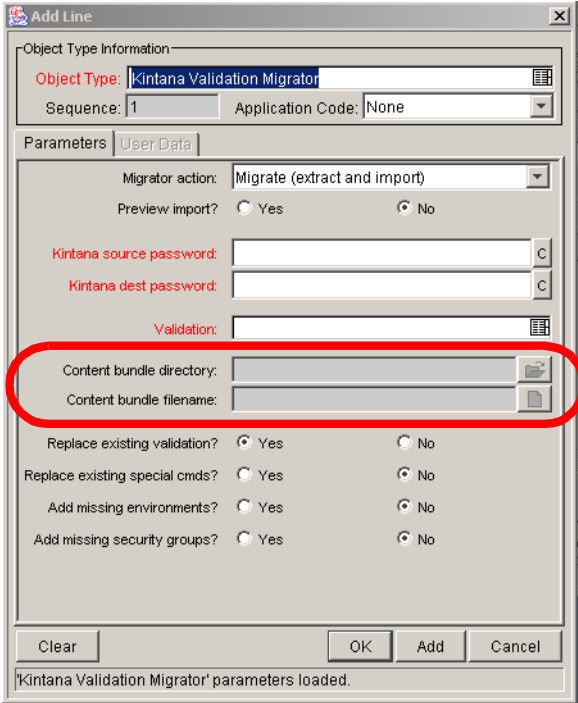 Add Line
Object Type Information
Object Type: Kintana Validation Migrator
Sequence: 1 Application Code: None
Parameters User Data
Migrator action: Migrate (extract and import)
Preview import? Yes No
Kintana source password: C
Kintana dest password: C
Validation:
Content bundle directory:
Content bundle filename:
Replace existing validation? Yes No
Replace existing special cmds? Yes No
Add missing environments? Yes No
Add missing security groups? Yes No
Clear OK Add Cancel
'Kintana Validation Migrator' parameters loaded.